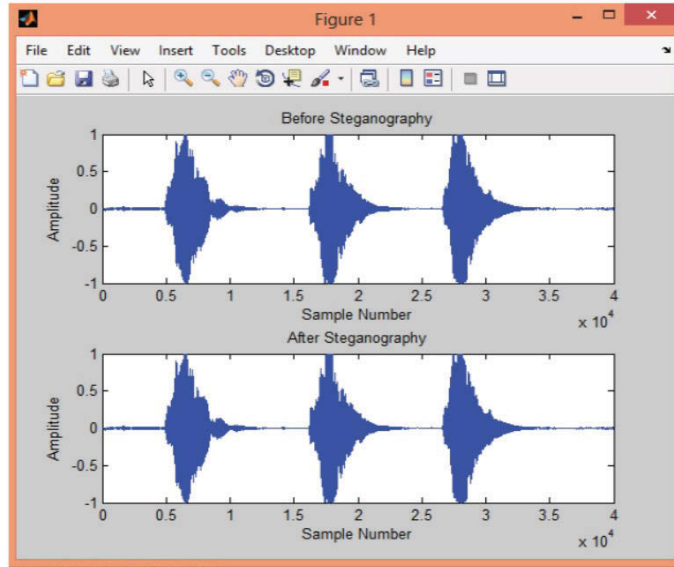 Figure 1
File Edit View Insert Tools Desktop Window Help
Before Steganography
1
0.5
0
-0.5
-1
Amplitude
0 0.5 1 1.5 2 2.5 3 3.5 4
Sample Number
x 10^4
After Steganography
1
0.5
0
-0.5
-1
Amplitude
0 0.5 1 1.5 2 2.5 3 3.5 4
Sample Number
x 10^4